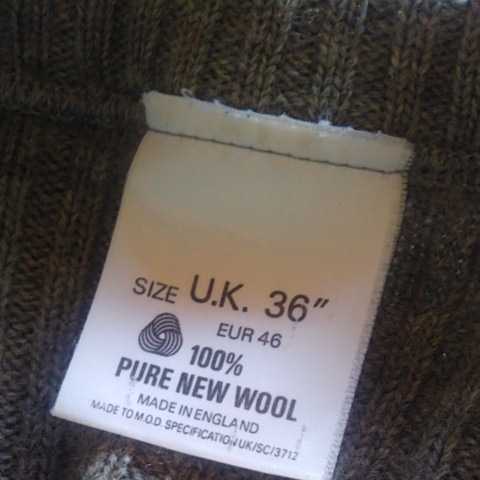 SIZE U.K. 36"
EUR 46
100%
PURE NEW WOOL
MADE IN ENGLAND
MADE TO M.O.D. SPECIFICATION UK/SC/3712